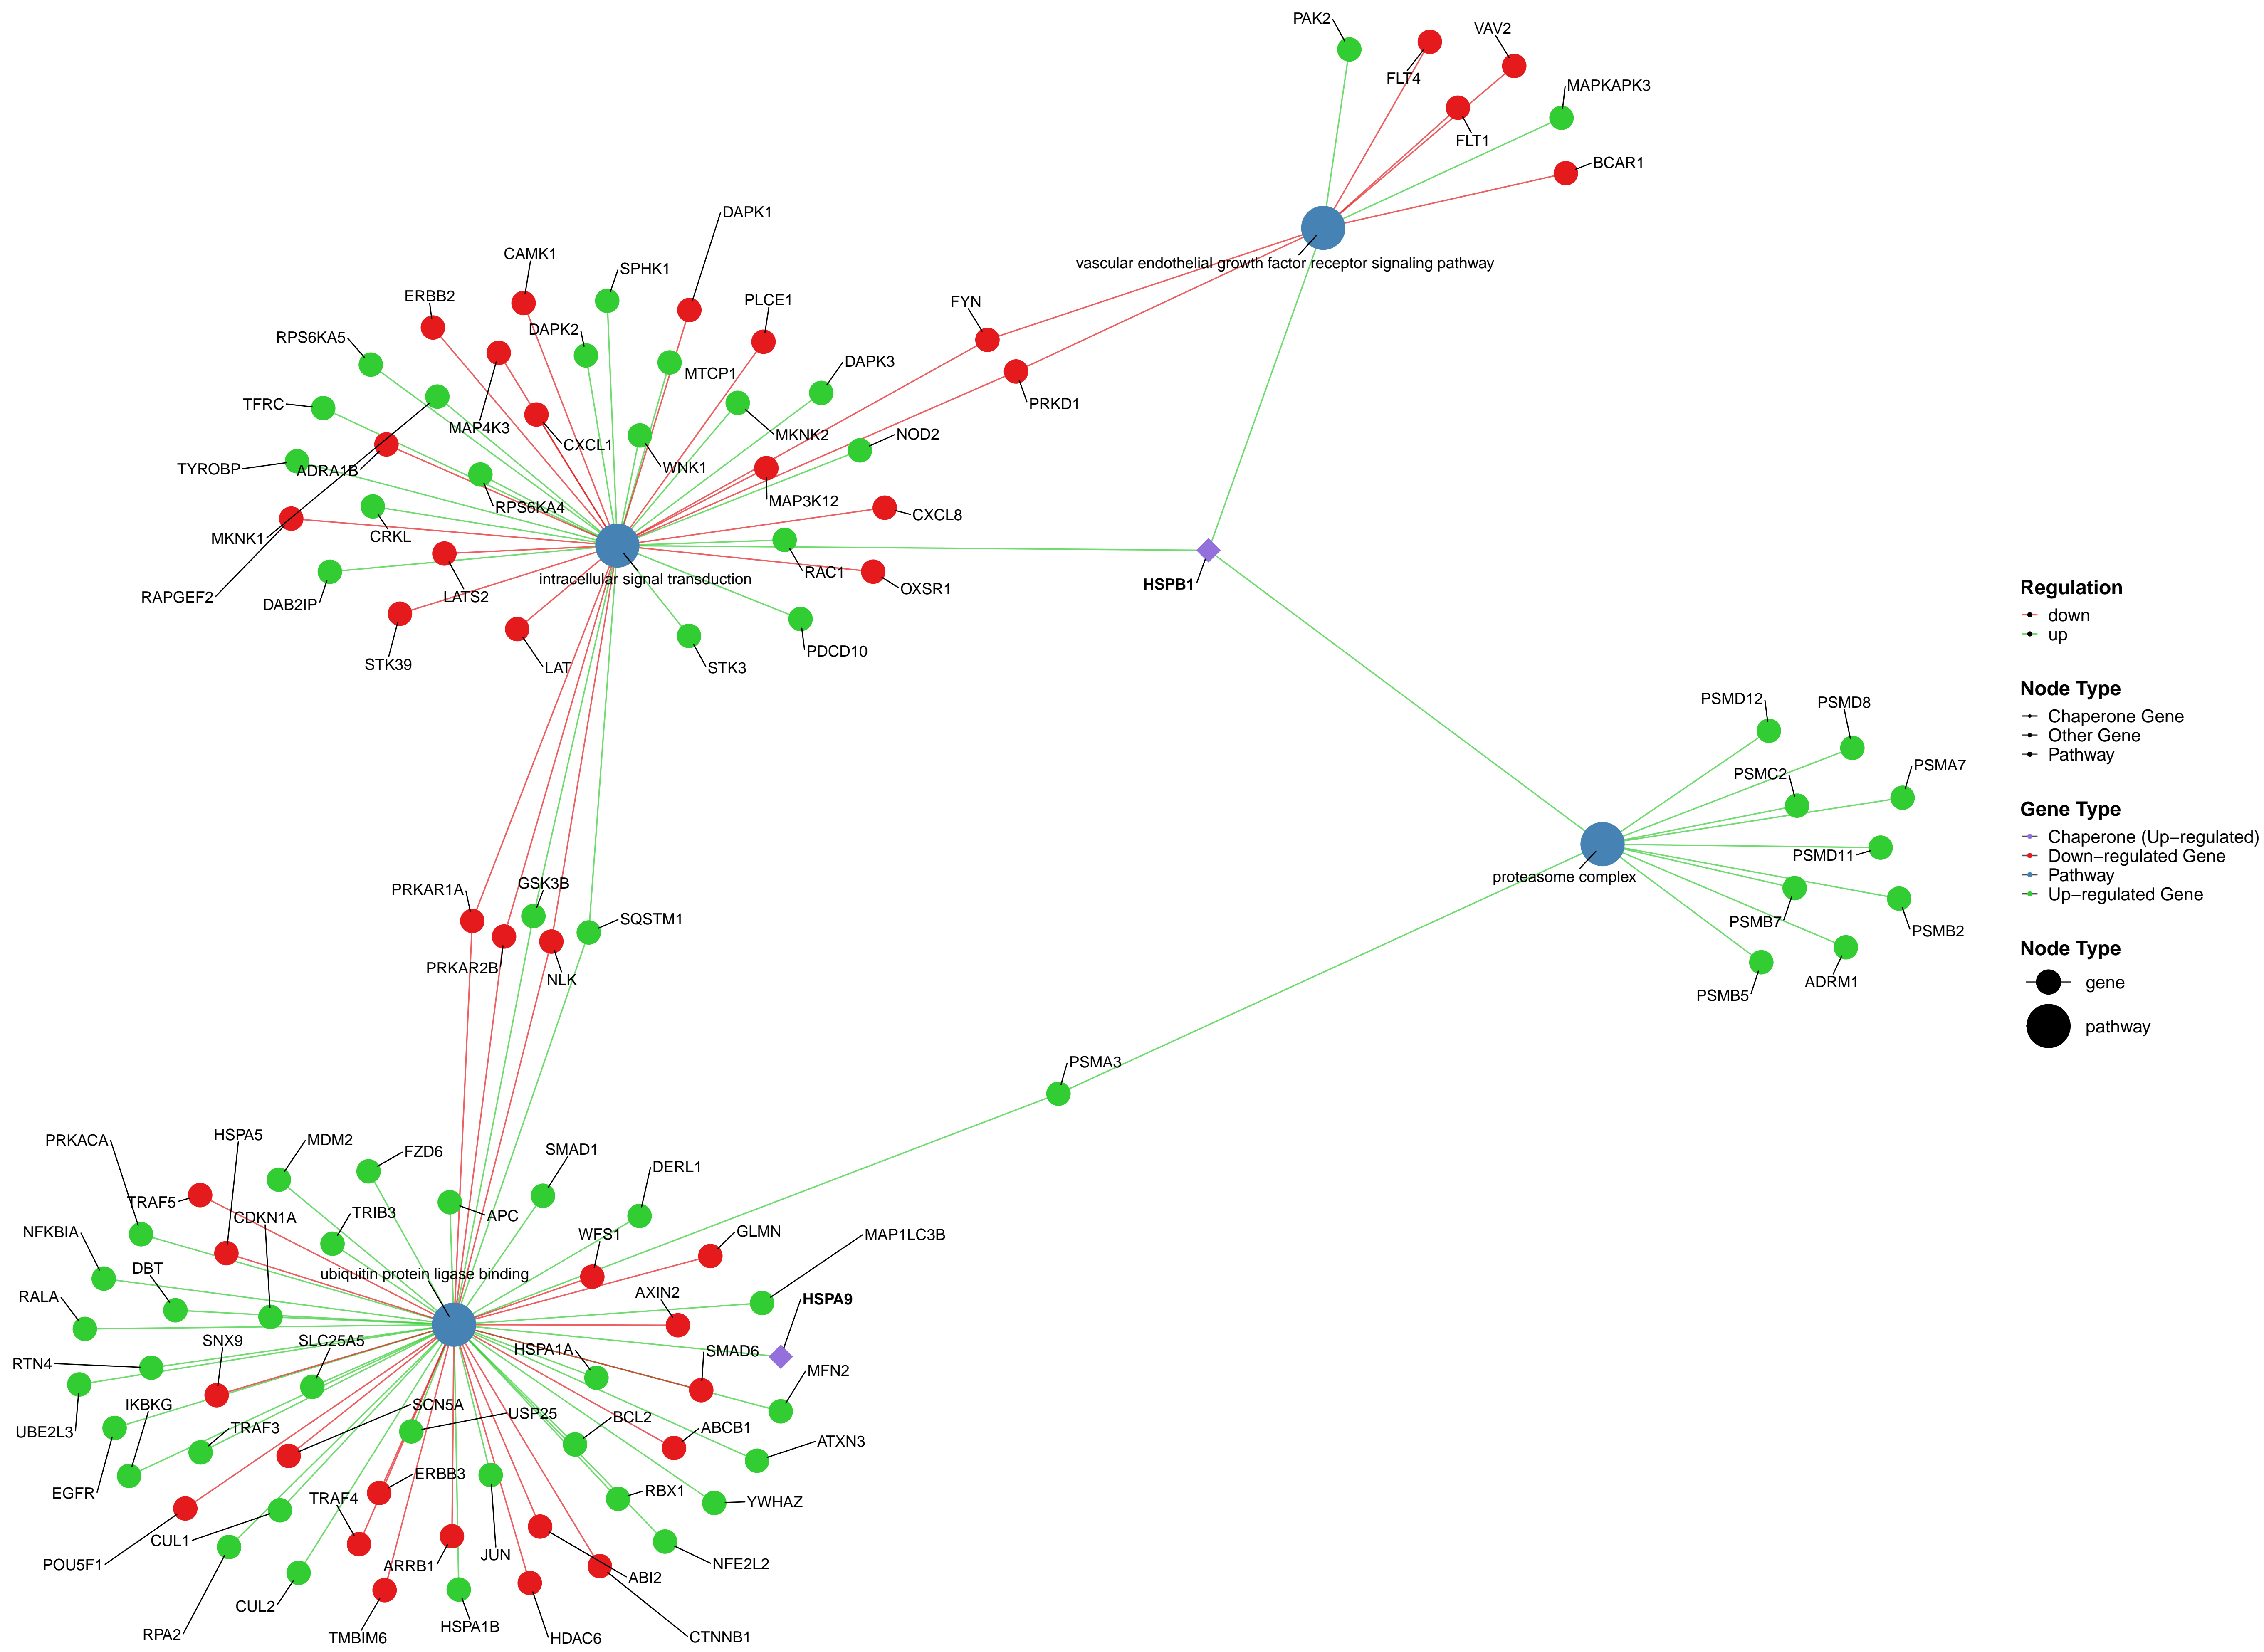 PAK2
VAV2
FLT4
MAPKAPK3
FLT1
BCAR1
vascular endothelial growth factor receptor signaling pathway
DAPK1
CAMK1
SPHK1
ERBB2
PLCE1
FYN
DAPK2
RPS6KA5
DAPK3
MTCP1
PRKD1
TFRC
MAP4K3
CXCL1
MKNK2
NOD2
TYROBP
ADRA1B
WNK1
MAP3K12
RPS6KA4
CXCL8
MKNK1
CRKL
intracellular signal transduction
RAC1
HSPB1
OXSR1
RAPGEF2
DAB2IP
LATS2
STK39
LAT
STK3
PDCD10
PSMD12
PSMD8
PSMC2
PSMA7
PSMD11
proteasome complex
PSMB7
PSMB2
PSMB5
ADRM1
PRKAR1A
GSK3B
SQSTM1
PRKAR2B
NLK
PSMA3
PRKACA
HSPA5
MDM2
FZD6
SMAD1
DERL1
TRAF5
CDKN1A
TRIB3
APC
NFKBIA
WFS1
GLMN
MAP1LC3B
DBT
ubiquitin protein ligase binding
RALA
AXIN2
HSPA9
SNX9
SLC25A5
HSPA1A
SMAD6
RTN4
MFN2
IKBKG
SCN5A
USP25
BCL2
UBE2L3
TRAF3
ABCB1
ATXN3
EGFR
ERBB3
TRAF4
RBX1
YWHAZ
CUL1
POU5F1
ARRB1
JUN
ABI2
NFE2L2
CUL2
RPA2
TMBIM6
HSPA1B
HDAC6
CTNNB1
Regulation
down
up
Node Type
Chaperone Gene
Other Gene
Pathway
Gene Type
Chaperone (Up−regulated)
Down−regulated Gene
Pathway
Up−regulated Gene
Node Type
gene
pathway